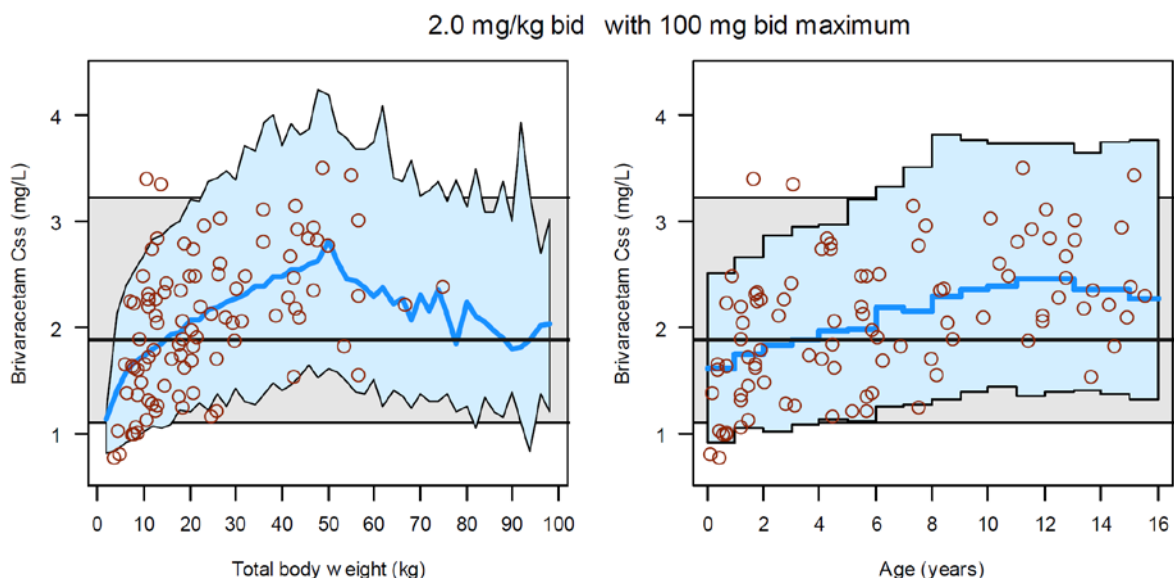 2.0 mg/kg bid with 100 mg bid maximum
Brivaracetam Css (mg/L)
4
3
2
1
0 10 20 30 40 50 60 70 80 90 100
Total body weight (kg)
Brivaracetam Css (mg/L)
4
3
2
1
0 2 4 6 8 10 12 14 16
Age (years)